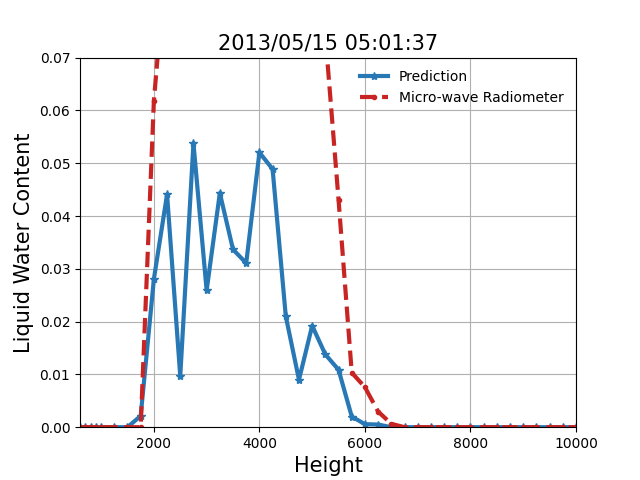 2013/05/15 05:01:37
Liquid Water Content
0.07
0.06
0.05
0.04
0.03
0.02
0.01
0.00
Prediction
Micro-wave Radiometer
2000 4000 6000 8000 10000
Height